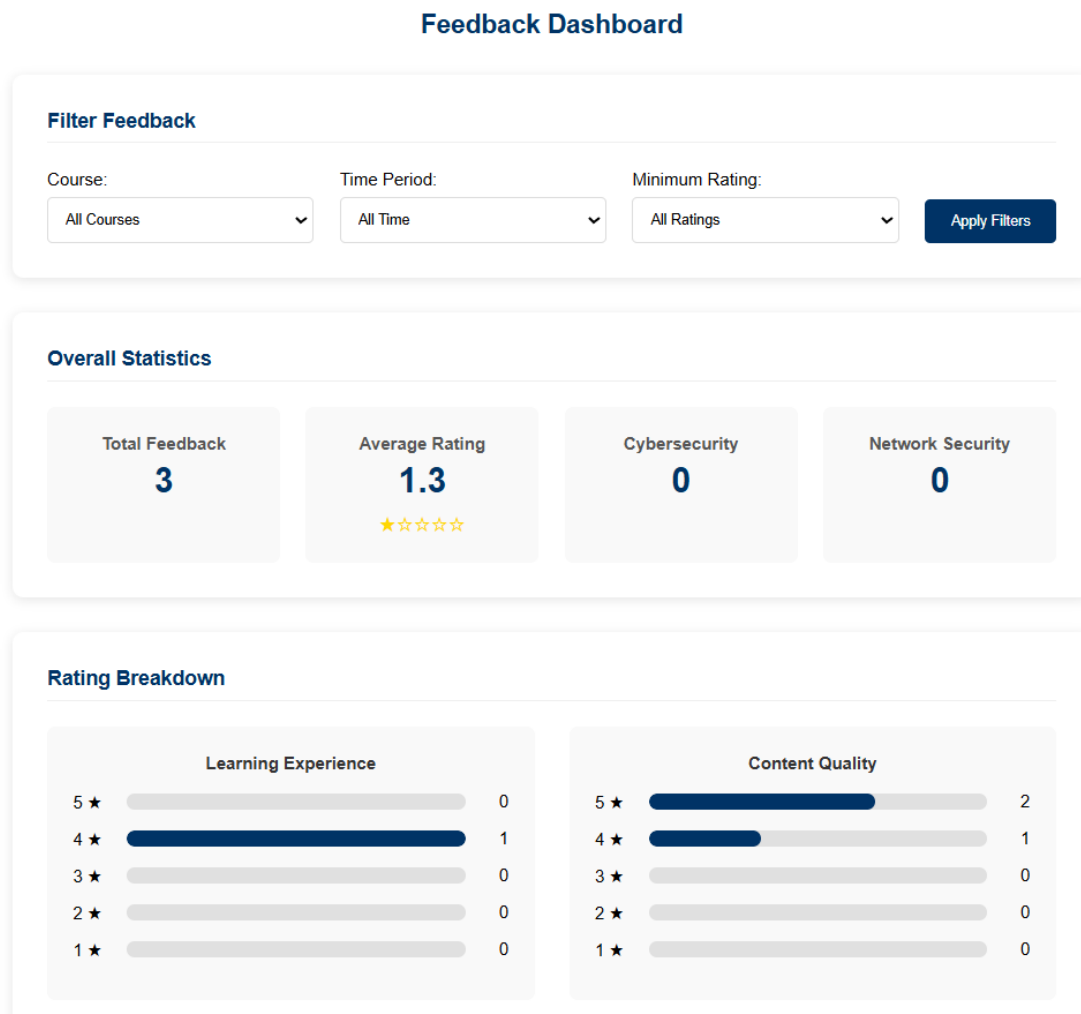 Feedback Dashboard
Filter Feedback
Course: Time Period: Minimum Rating:
All Courses All Time All Ratings Apply Filters
Overall Statistics
Total Feedback Average Rating Cybersecurity Network Security
3 1.3 0 0
★☆☆☆☆
Rating Breakdown
Learning Experience
5 ★ 0
4 ★ 1
3 ★ 0
2 ★ 0
1 ★ 0
Content Quality
5 ★ 2
4 ★ 1
3 ★ 0
2 ★ 0
1 ★ 0